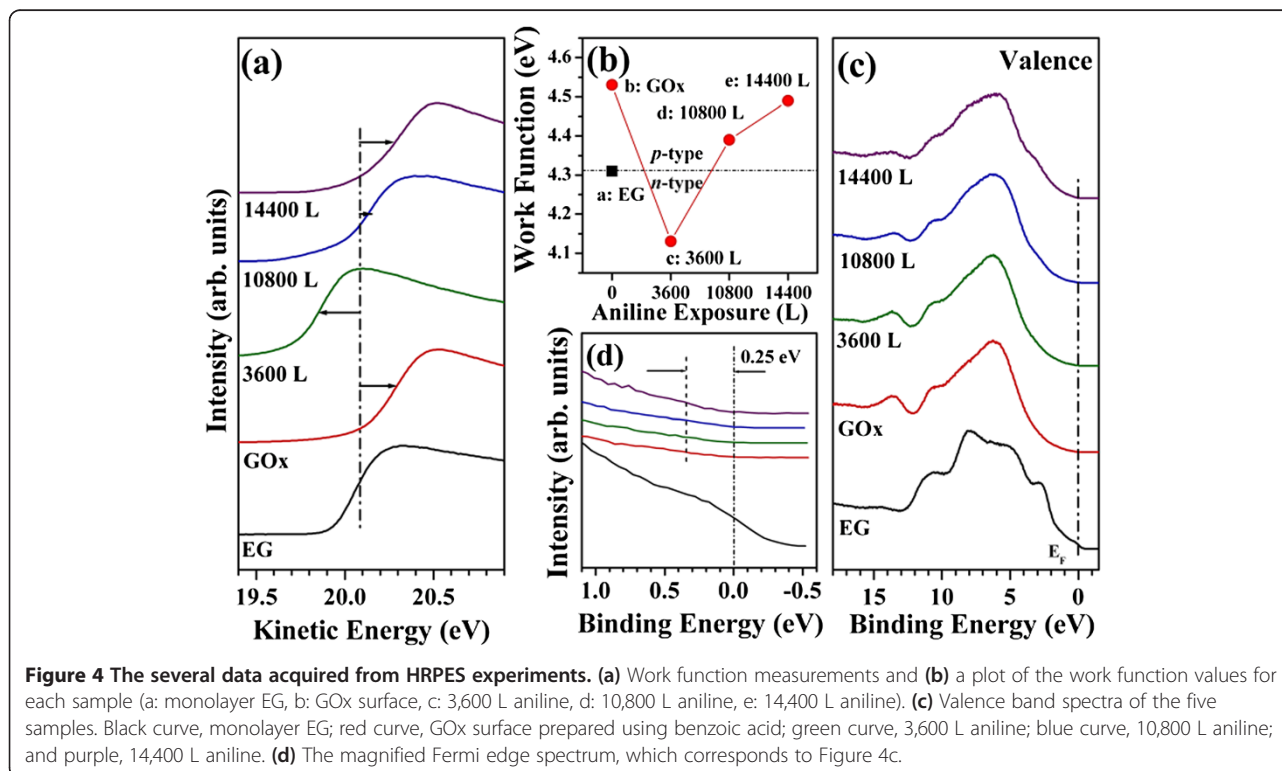 (a)
14400 L
10800 L
3600 L
GOx
EG
19.5 20.0 20.5
Kinetic Energy (eV)
Intensity (arb. units)
(b)
4.6
4.5
4.4
4.3
4.2
4.1
b: GOx
e: 14400 L
d: 10800 L
p-type
n-type
a: EG
c: 3600 L
0 3600 10800 14400
Aniline Exposure (L)
Work Function (eV)
(d)
0.25 eV
1.0 0.5 0.0 -0.5
Binding Energy (eV)
Intensity (arb. units)
(c) Valence
14400 L
10800 L
3600 L
GOx
EG
EF
15 10 5 0
Binding Energy (eV)
Figure 4 The several data acquired from HRPES experiments. (a) Work function measurements and (b) a plot of the work function values for
each sample (a: monolayer EG, b: GOx surface, c: 3,600 L aniline, d: 10,800 L aniline, e: 14,400 L aniline). (c) Valence band spectra of the five
samples. Black curve, monolayer EG; red curve, GOx surface prepared using benzoic acid; green curve, 3,600 L aniline; blue curve, 10,800 L aniline;
and purple, 14,400 L aniline. (d) The magnified Fermi edge spectrum, which corresponds to Figure 4c.